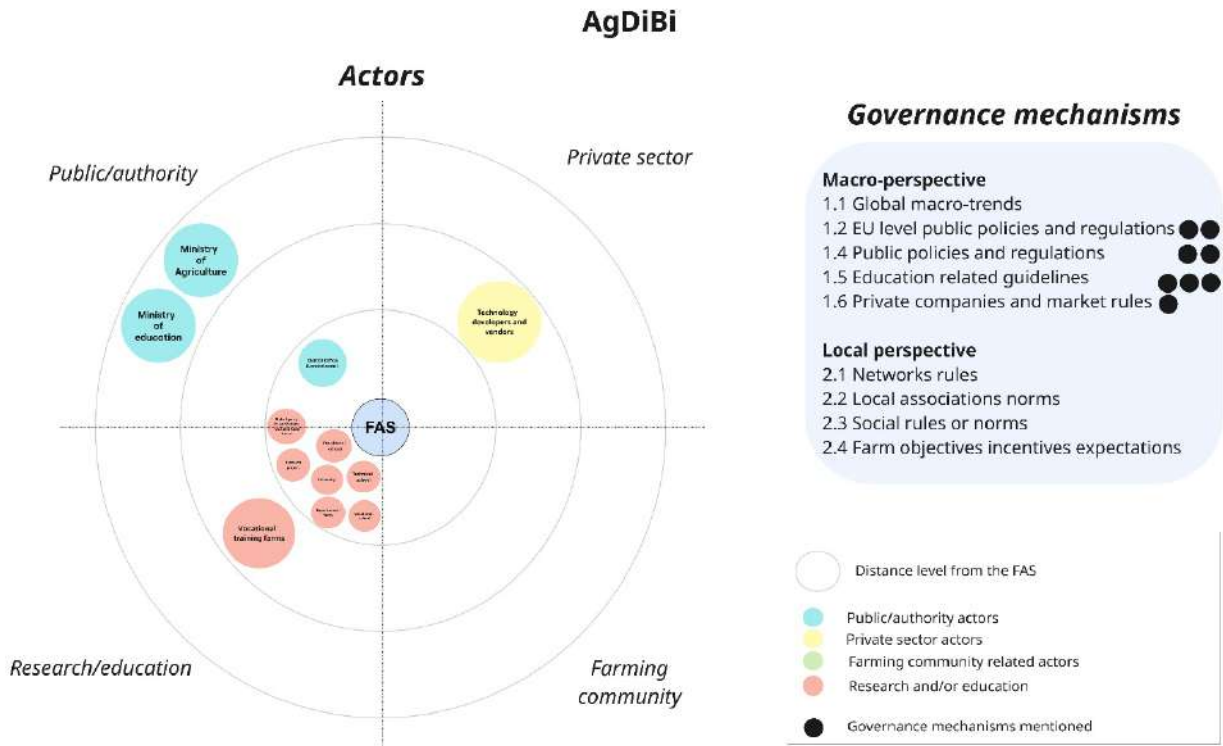 AgDiBi
Actors
Public/authority
Private sector
Ministry
of
Agriculture
Ministry
of
education
Technology
developers and
vendors
FAS
Vocational
training farms
Research/education
Farming
community
Governance mechanisms
Macro-perspective
1.1 Global macro-trends
1.2 EU level public policies and regulations
1.4 Public policies and regulations
1.5 Education related guidelines
1.6 Private companies and market rules
Local perspective
2.1 Networks rules
2.2 Local associations norms
2.3 Social rules or norms
2.4 Farm objectives incentives expectations
Distance level from the FAS
Public/authority actors
Private sector actors
Farming community related actors
Research and/or education
Governance mechanisms mentioned